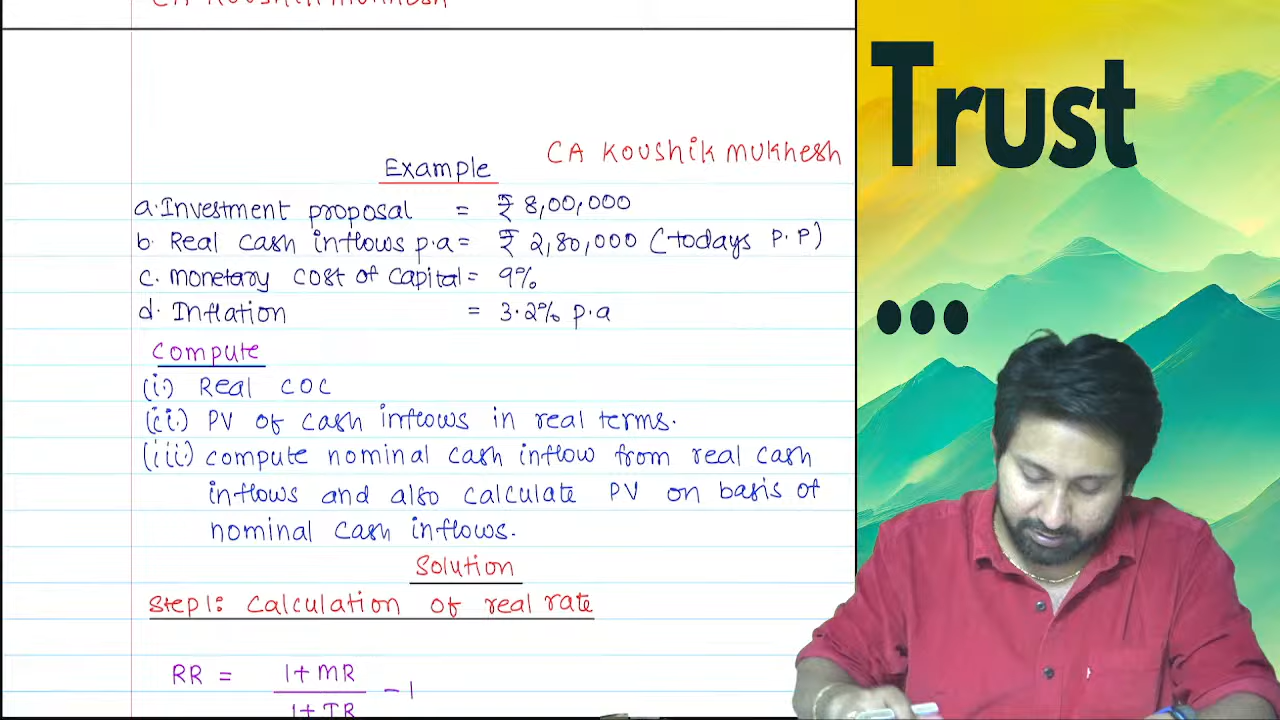 CA Koushik Mukhesh
CA Koushik Mukhesh
Example
a. Investment proposal = ₹ 8,00,000
b. Real cash inflows p.a = ₹ 2,80,000 (todays P.P)
c. Monetary cost of capital = 9%
d. Inflation = 3.2% p.a
Compute
(i) Real COC
(ii) PV of cash inflows in real terms.
(iii) compute nominal cash inflow from real cash
inflows and also calculate PV on basis of
nominal cash inflows.
Solution
Step1: Calculation of real rate
RR = 1+MR
-1
1+IR
Trust
...